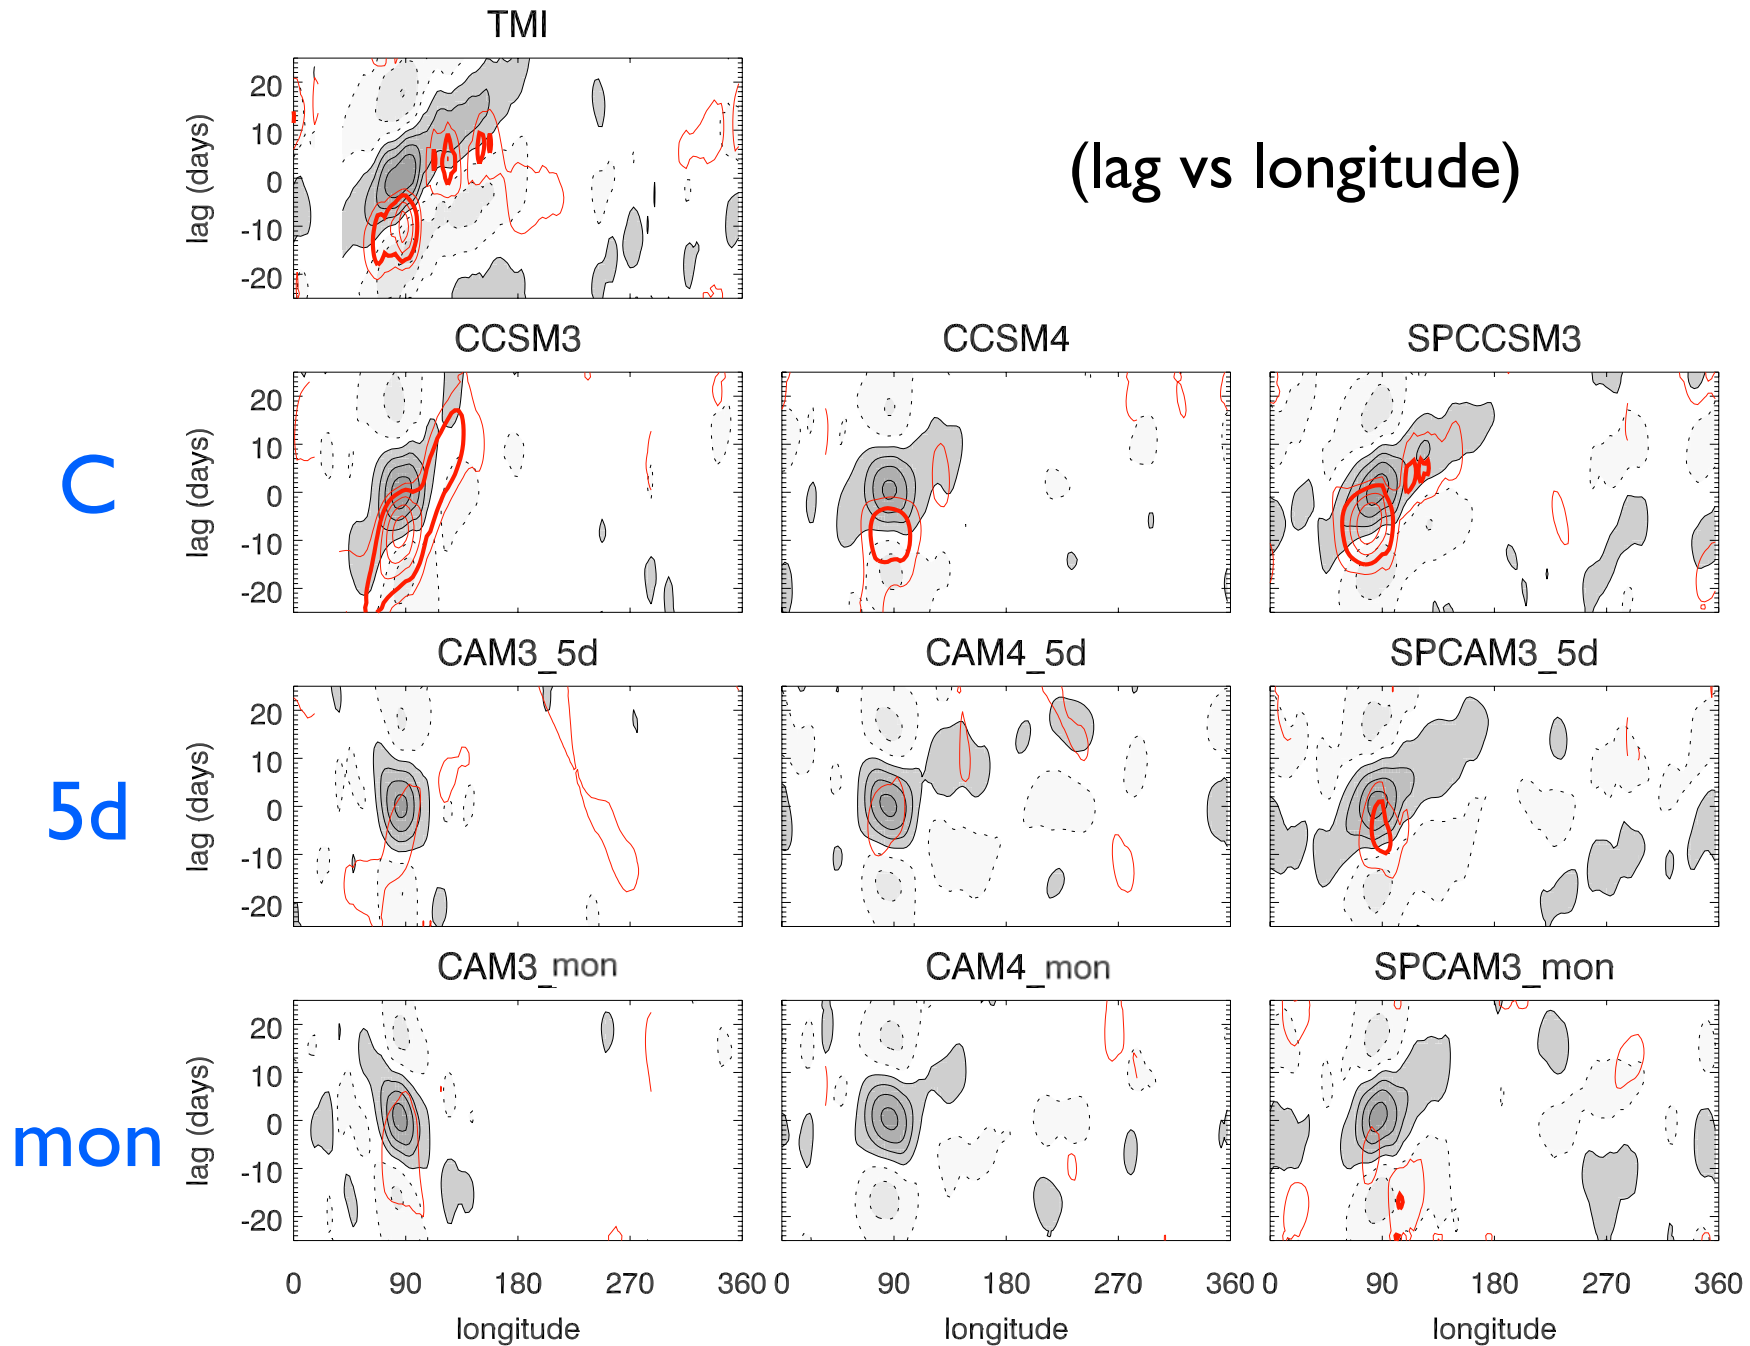 TMI
20
10
0
-10
-20
lag (days)
(lag vs longitude)
CCSM3
CCSM4
SPCCSM3
C
20
10
0
-10
-20
lag (days)
CAM3_5d
CAM4_5d
SPCAM3_5d
5d
20
10
0
-10
-20
lag (days)
CAM3_mon
CAM4_mon
SPCAM3_mon
mon
20
10
0
-10
-20
lag (days)
0 90 180 270 360 0 90 180 270 360 0 90 180 270 360
longitude longitude longitude